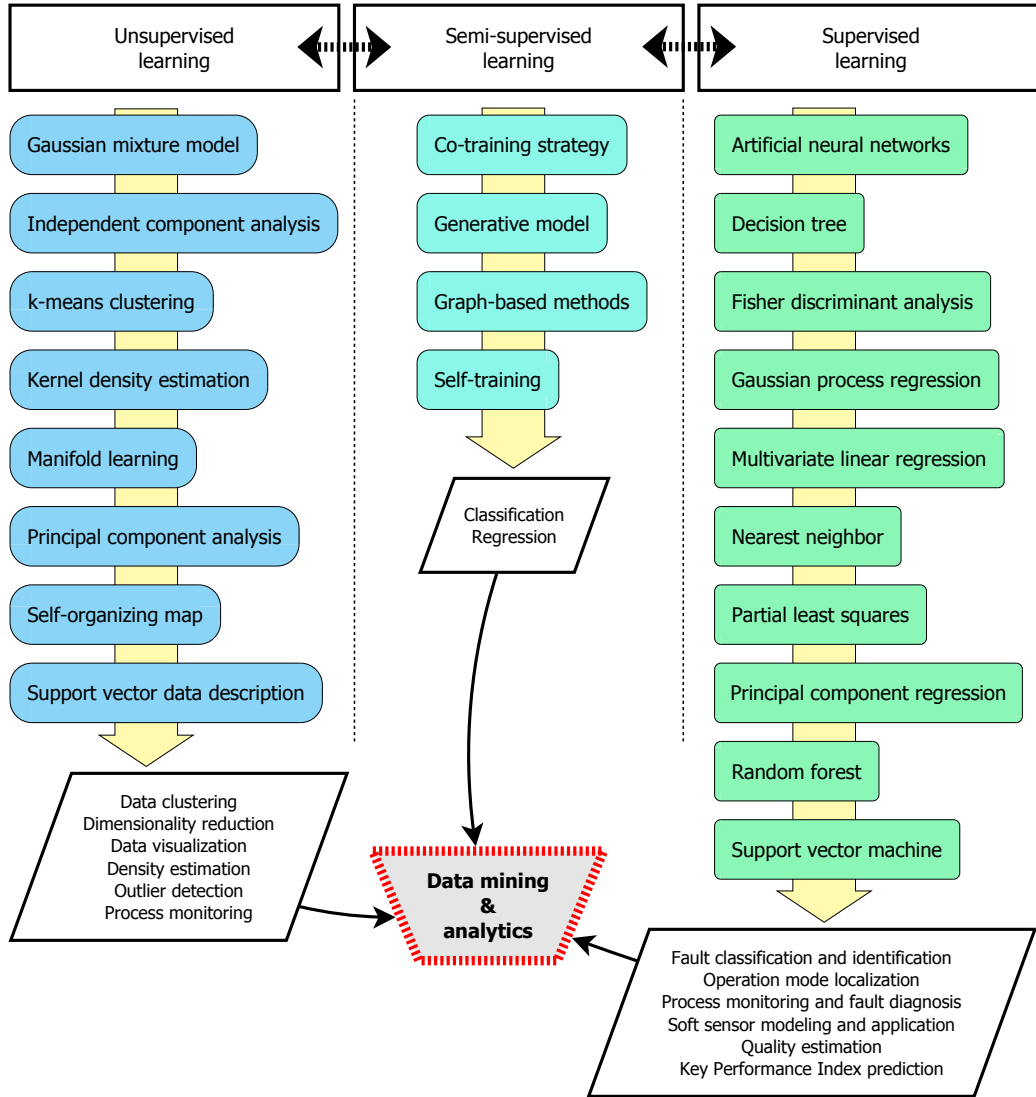 Unsupervised
learning
Semi-supervised
learning
Supervised
learning
Gaussian mixture model
Independent component analysis
k-means clustering
Kernel density estimation
Manifold learning
Principal component analysis
Self-organizing map
Support vector data description
Data clustering
Dimensionality reduction
Data visualization
Density estimation
Outlier detection
Process monitoring
Co-training strategy
Generative model
Graph-based methods
Self-training
Classification
Regression
Artificial neural networks
Decision tree
Fisher discriminant analysis
Gaussian process regression
Multivariate linear regression
Nearest neighbor
Partial least squares
Principal component regression
Random forest
Support vector machine
Fault classification and identification
Operation mode localization
Process monitoring and fault diagnosis
Soft sensor modeling and application
Quality estimation
Key Performance Index prediction
Data mining
&
analytics